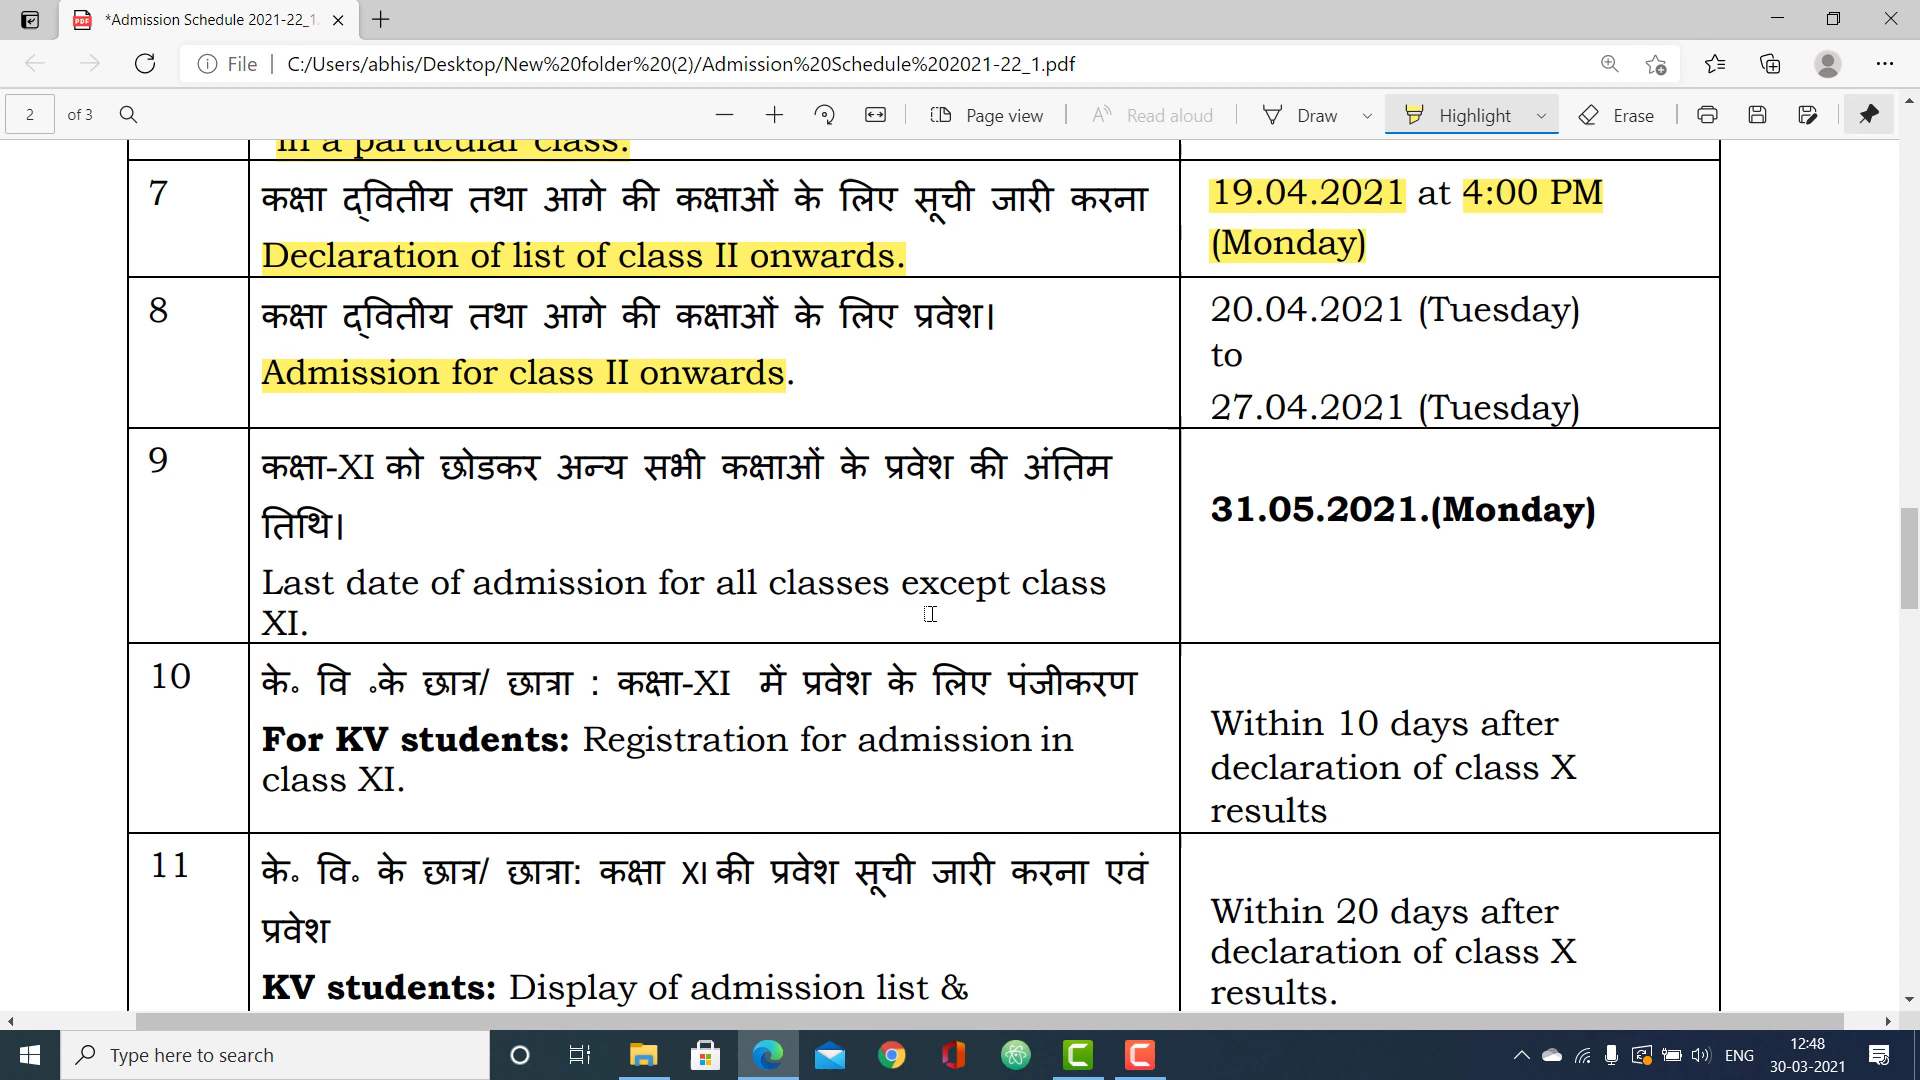 *Admission Schedule 2021-22_1.
File
C:/Users/abhis/Desktop/New%20folder%20(2)/Admission%20Schedule%202021-22_1.pdf
2 of 3
Page view
Read aloud
Draw
Highlight
Erase
in a particular class.
7
कक्षा द्वितीय तथा आगे की कक्षाओं के लिए सूची जारी करना
Declaration of list of class II onwards.
19.04.2021 at 4:00 PM
(Monday)
8
कक्षा द्वितीय तथा आगे की कक्षाओं के लिए प्रवेश।
Admission for class II onwards.
20.04.2021 (Tuesday)
to
27.04.2021 (Tuesday)
9
कक्षा-XI को छोडकर अन्य सभी कक्षाओं के प्रवेश की अंतिम
तिथि।
Last date of admission for all classes except class
XI.
31.05.2021.(Monday)
10
के॰ वि ॰के छात्र/ छात्रा : कक्षा-XI में प्रवेश के लिए पंजीकरण
For KV students: Registration for admission in
class XI.
Within 10 days after
declaration of class X
results
11
के॰ वि॰ के छात्र/ छात्रा: कक्षा XI की प्रवेश सूची जारी करना एवं
प्रवेश
KV students: Display of admission list &
Within 20 days after
declaration of class X
results.
Type here to search
ENG
12:48
30-03-2021